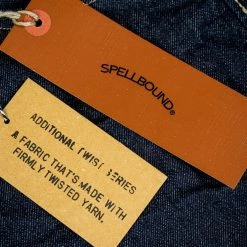 SPELLBOUND®
ADDITIONAL TWIST SERIES
A FABRIC THAT'S MADE WITH
FIRMLY TWISTED YARN.